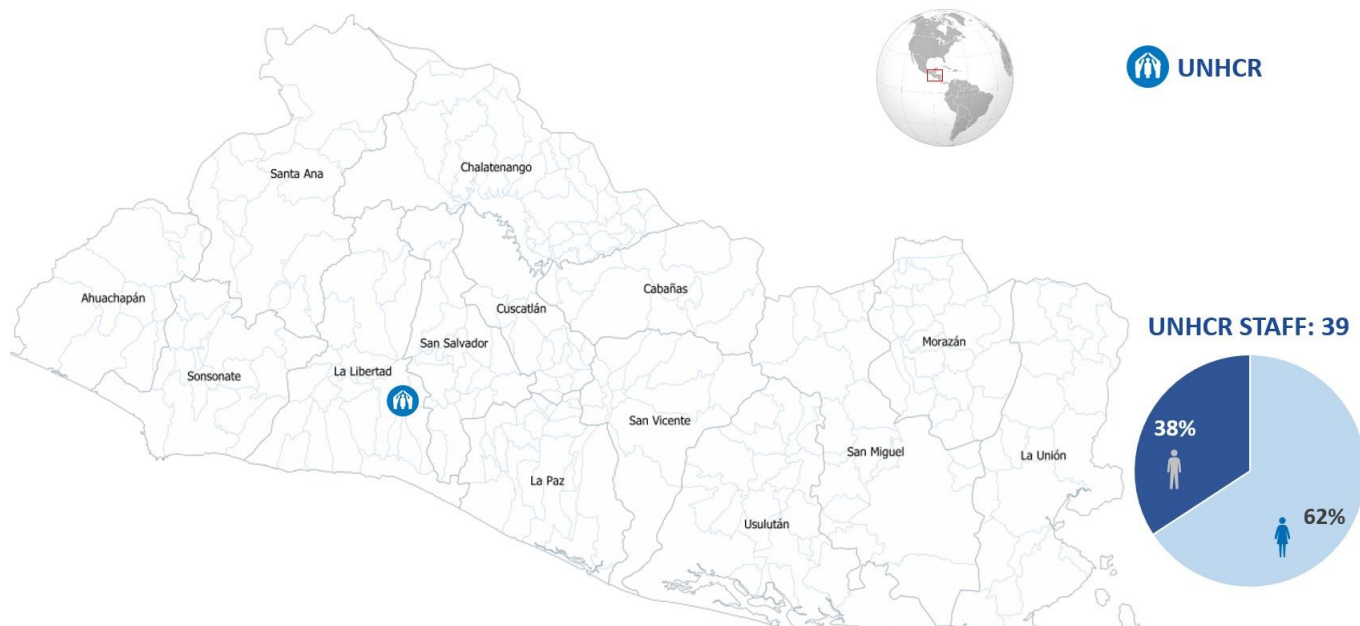 UNHCR
Santa Ana
Chalatenango
Ahuachapán
Cabañas
Cuscatlán
San Salvador
Morazán
UNHCR STAFF: 39
La Libertad
Sonsonate
San Vicente
San Miguel
La Unión
La Paz
Usulután
38%
62%